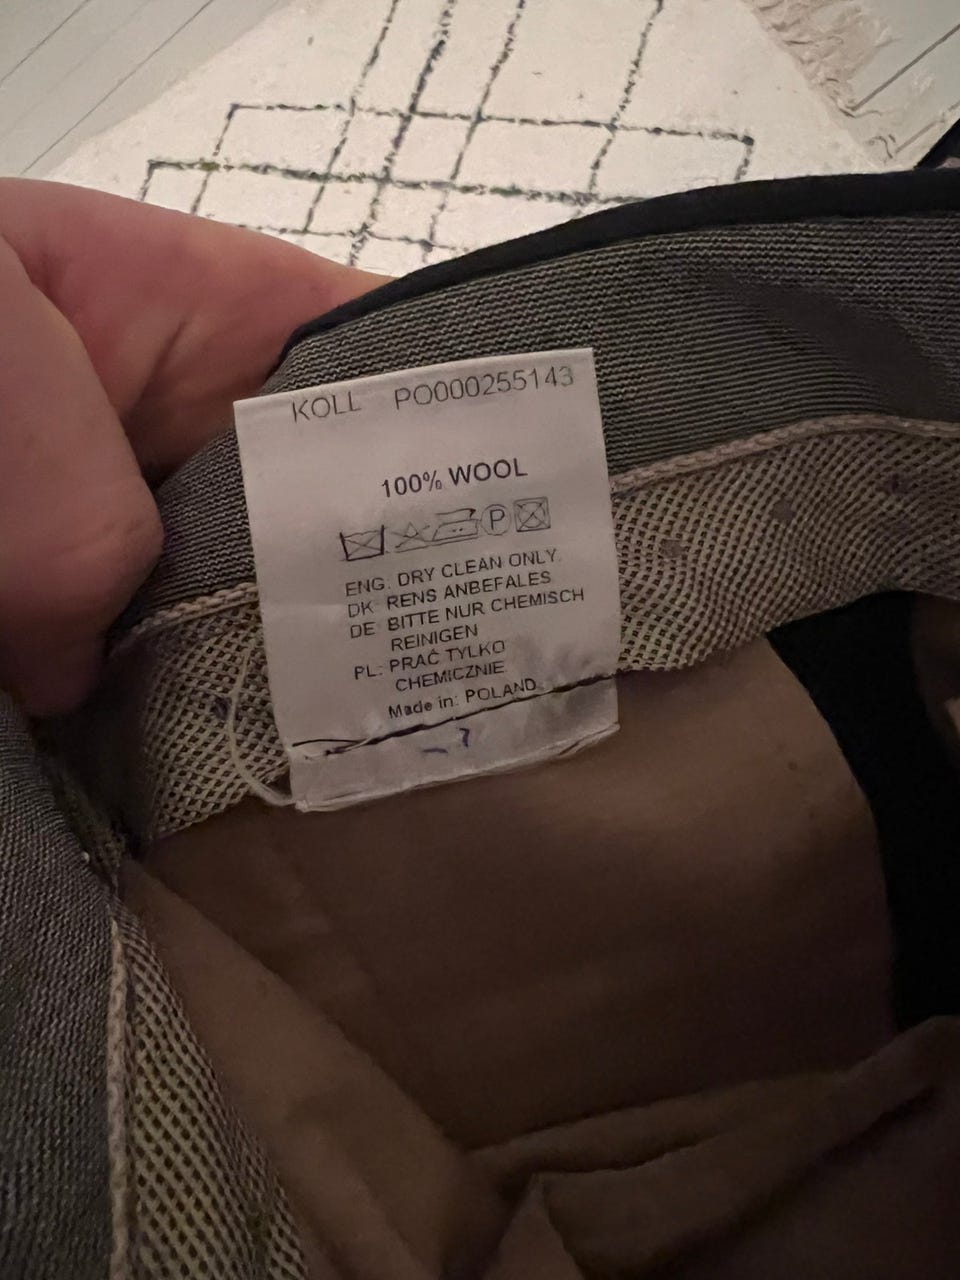 KOLL PO000255143
100% WOOL
P
ENG: DRY CLEAN ONLY.
DK: RENS ANBEFALES
DE: BITTE NUR CHEMISCH
REINIGEN
PL: PRAĆ TYLKO
CHEMICZNIE
Made in: POLAND